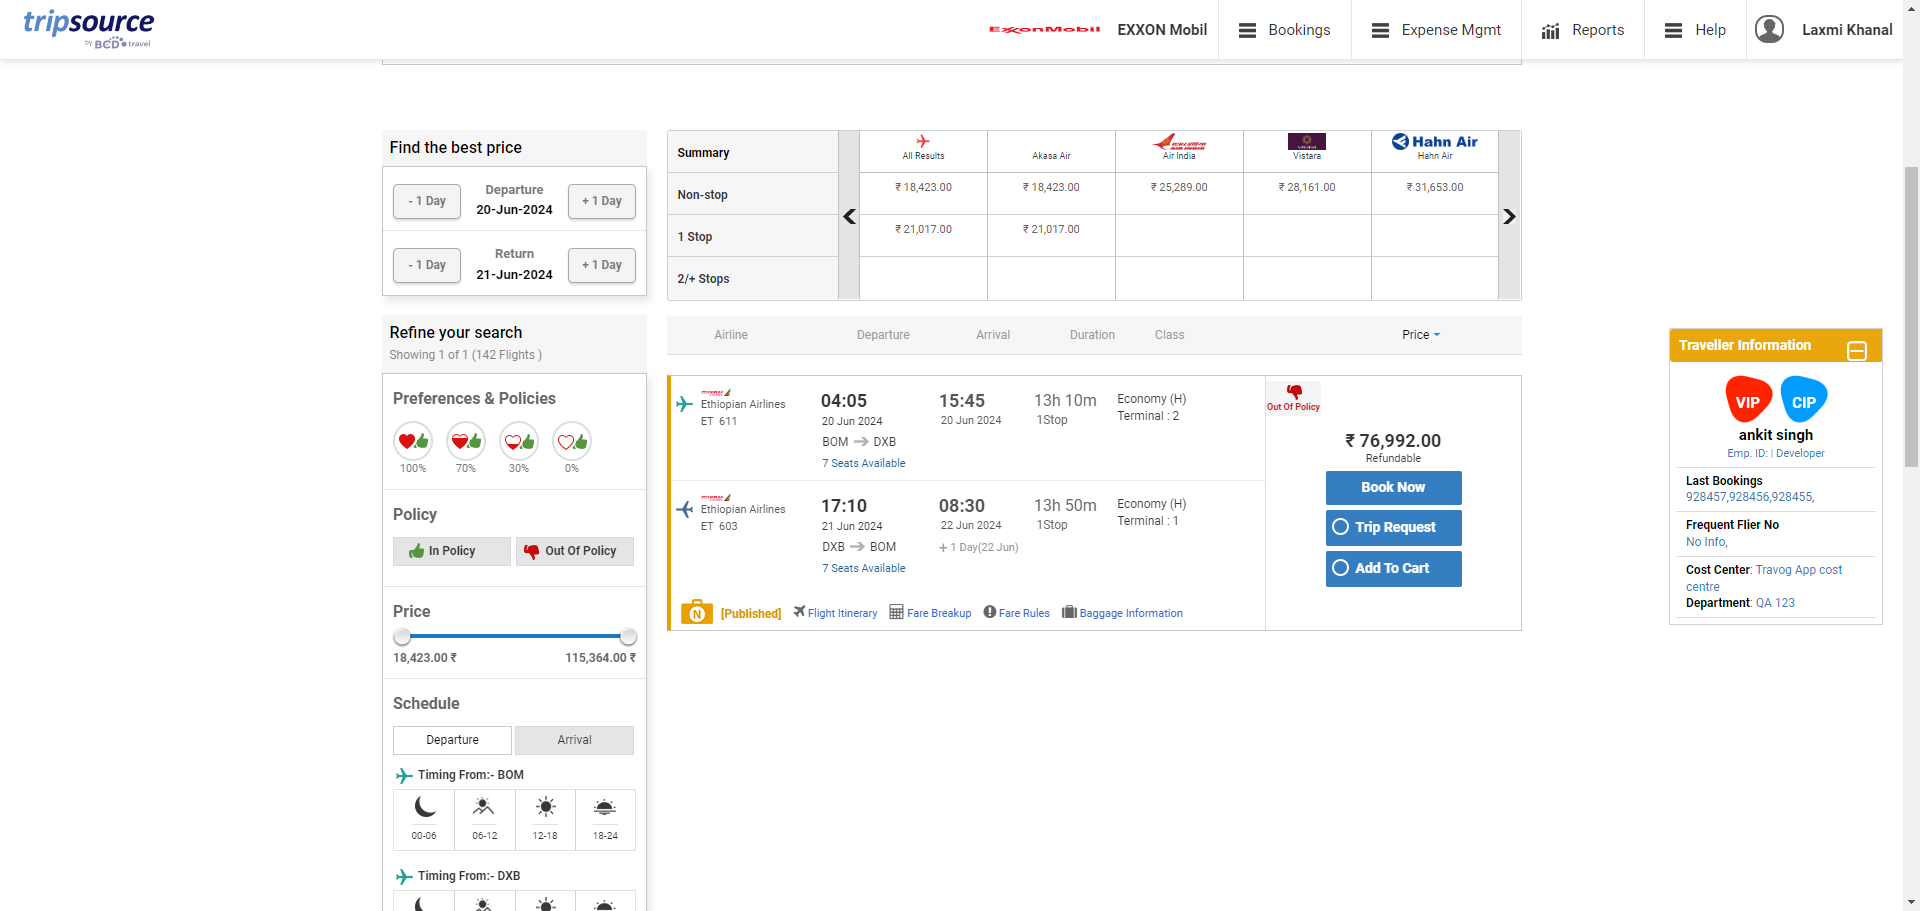 tripsource
by BCD travel
ExxonMobil
EXXON Mobil
Bookings
Expense Mgmt
Reports
Help
Laxmi Khanal
Find the best price
- 1 Day
Departure
20-Jun-2024
+ 1 Day
- 1 Day
Return
21-Jun-2024
+ 1 Day
Summary
All Results
Akasa Air
AIR INDIA
Air India
Vistara
Hahn Air
Hahn Air
Non-stop
₹ 18,423.00
₹ 18,423.00
₹ 25,289.00
₹ 28,161.00
₹ 31,653.00
1 Stop
₹ 21,017.00
₹ 21,017.00
2/+ Stops
Refine your search
Showing 1 of 1 (142 Flights )
Airline
Departure
Arrival
Duration
Class
Price
Preferences & Policies
100%
70%
30%
0%
Policy
In Policy
Out Of Policy
Price
18,423.00 ₹
115,364.00 ₹
Schedule
Departure
Arrival
Timing From:- BOM
00-06
06-12
12-18
18-24
Timing From:- DXB
Ethiopian Airlines
ET 611
04:05
20 Jun 2024
BOM DXB
7 Seats Available
15:45
20 Jun 2024
13h 10m
1Stop
Economy (H)
Terminal : 2
Ethiopian Airlines
ET 603
17:10
21 Jun 2024
DXB BOM
7 Seats Available
08:30
22 Jun 2024
+ 1 Day(22 Jun)
13h 50m
1Stop
Economy (H)
Terminal : 1
N
[Published]
Flight Itinerary
Fare Breakup
Fare Rules
Baggage Information
Out Of Policy
₹ 76,992.00
Refundable
Book Now
Trip Request
Add To Cart
Traveller Information
VIP
CIP
ankit singh
Emp. ID: | Developer
Last Bookings
928457,928456,928455,
Frequent Flier No
No Info,
Cost Center: Travog App cost
centre
Department: QA 123